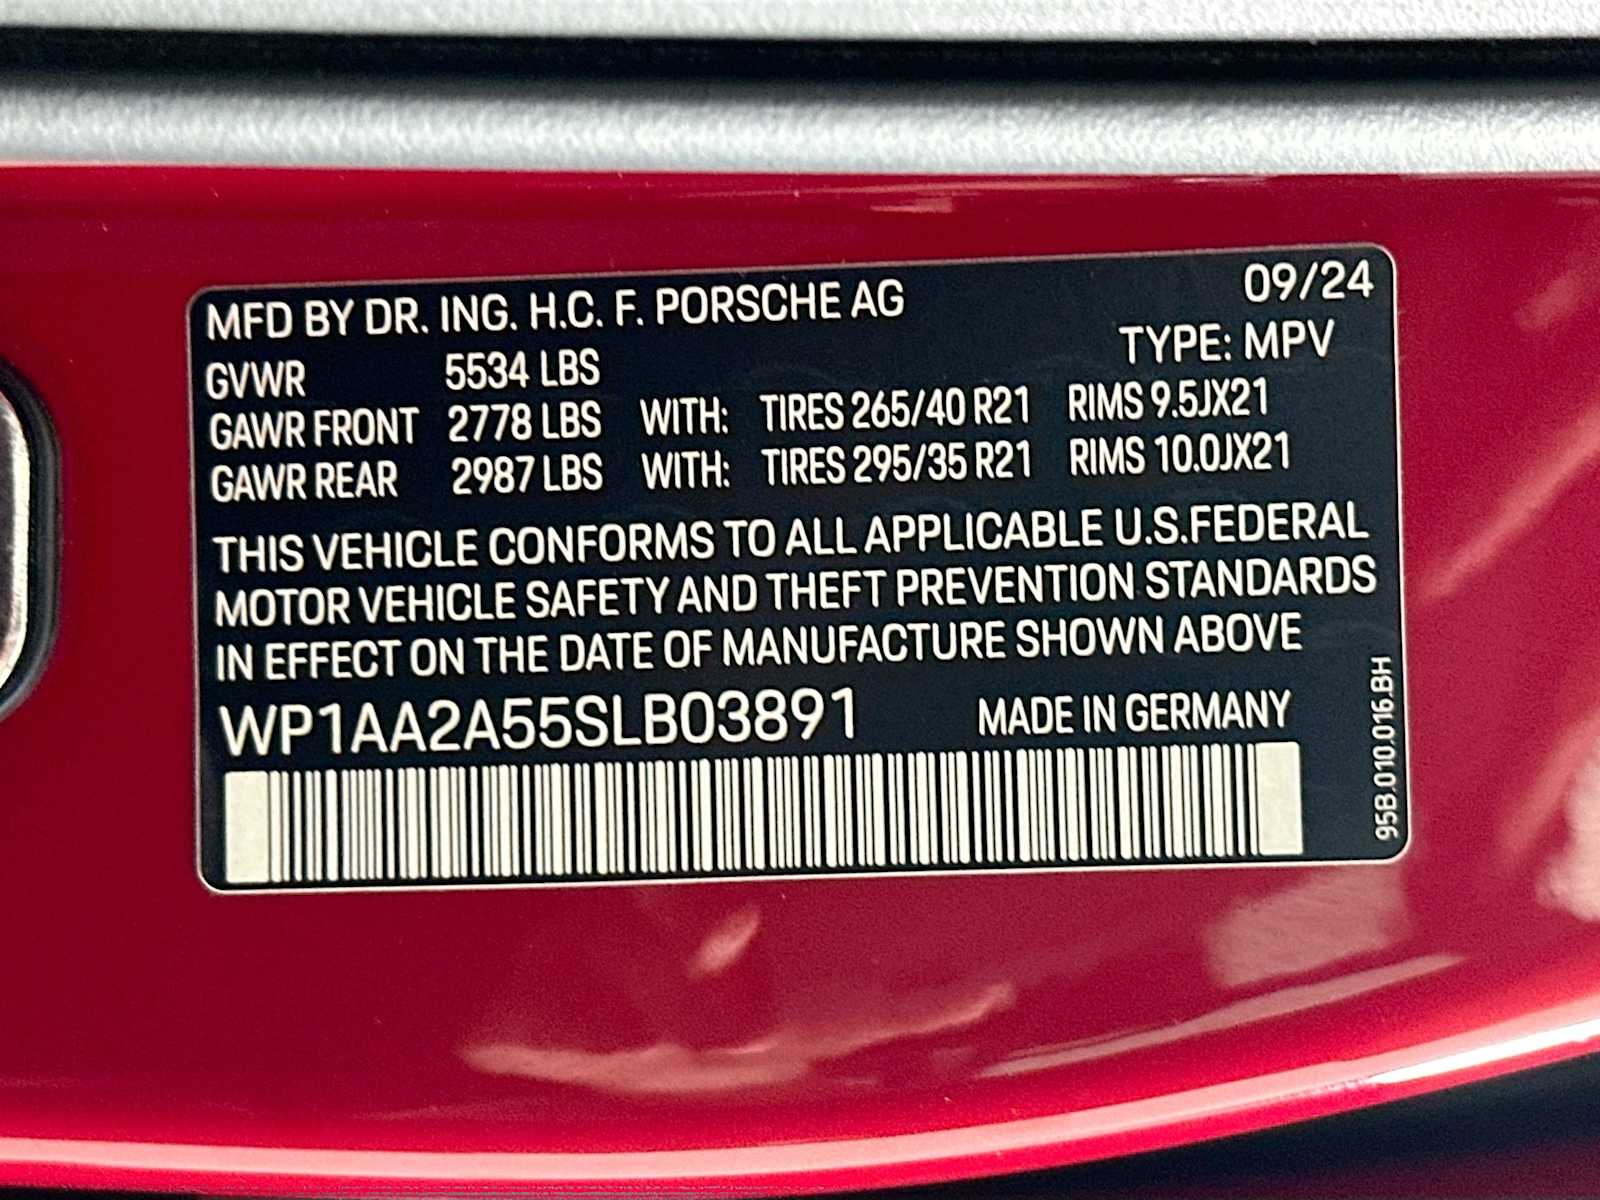 MFD BY DR. ING. H.C. F. PORSCHE AG 09/24
GVWR 5534 LBS TYPE: MPV
GAWR FRONT 2778 LBS WITH: TIRES 265/40 R21 RIMS 9.5JX21
GAWR REAR 2987 LBS WITH: TIRES 295/35 R21 RIMS 10.0JX21
THIS VEHICLE CONFORMS TO ALL APPLICABLE U.S.FEDERAL
MOTOR VEHICLE SAFETY AND THEFT PREVENTION STANDARDS
IN EFFECT ON THE DATE OF MANUFACTURE SHOWN ABOVE
WP1AA2A55SLB03891 MADE IN GERMANY
95B.010.016.BH